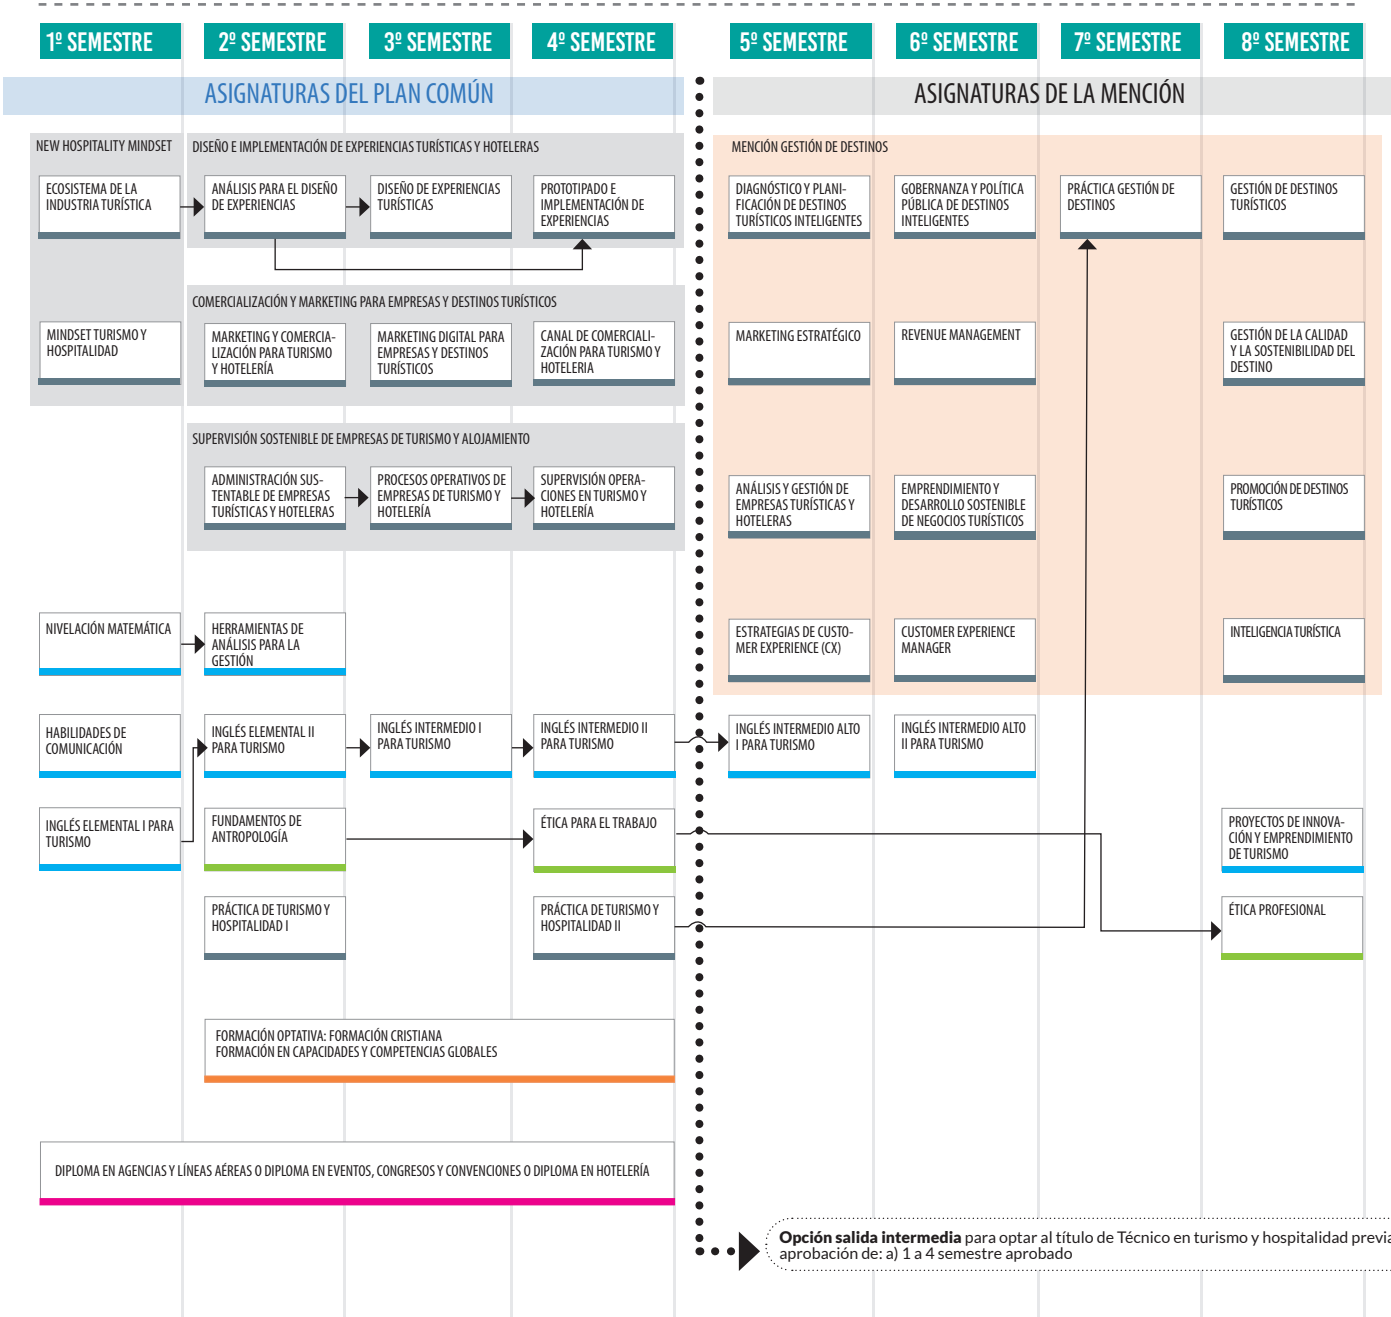 1º SEMESTRE
2º SEMESTRE
3º SEMESTRE
4º SEMESTRE
5º SEMESTRE
6º SEMESTRE
7º SEMESTRE
8º SEMESTRE
ASIGNATURAS DEL PLAN COMÚN
ASIGNATURAS DE LA MENCIÓN
NEW HOSPITALITY MINDSET
DISEÑO E IMPLEMENTACIÓN DE EXPERIENCIAS TURÍSTICAS Y HOTELERAS
MENCIÓN GESTIÓN DE DESTINOS
ECOSISTEMA DE LA
INDUSTRIA TURÍSTICA
ANÁLISIS PARA EL DISEÑO
DE EXPERIENCIAS
DISEÑO DE EXPERIENCIAS
TURÍSTICAS
PROTOTIPADO E
IMPLEMENTACIÓN DE
EXPERIENCIAS
DIAGNÓSTICO Y PLANI-
FICACIÓN DE DESTINOS
TURÍSTICOS INTELIGENTES
GOBERNANZA Y POLÍTICA
PÚBLICA DE DESTINOS
INTELIGENTES
PRÁCTICA GESTIÓN DE
DESTINOS
GESTIÓN DE DESTINOS
TURÍSTICOS
COMERCIALIZACIÓN Y MARKETING PARA EMPRESAS Y DESTINOS TURÍSTICOS
MINDSET TURISMO Y
HOSPITALIDAD
MARKETING Y COMERCIA-
LIZACIÓN PARA TURISMO
Y HOTELERÍA
MARKETING DIGITAL PARA
EMPRESAS Y DESTINOS
TURÍSTICOS
CANAL DE COMERCIALI-
ZACIÓN PARA TURISMO Y
HOTELERIA
MARKETING ESTRATÉGICO
REVENUE MANAGEMENT
GESTIÓN DE LA CALIDAD
Y LA SOSTENIBILIDAD DEL
DESTINO
SUPERVISIÓN SOSTENIBLE DE EMPRESAS DE TURISMO Y ALOJAMIENTO
ADMINISTRACIÓN SUS-
TENTABLE DE EMPRESAS
TURÍSTICAS Y HOTELERAS
PROCESOS OPERATIVOS DE
EMPRESAS DE TURISMO Y
HOTELERÍA
SUPERVISIÓN OPERA-
CIONES EN TURISMO Y
HOTELERÍA
ANÁLISIS Y GESTIÓN DE
EMPRESAS TURÍSTICAS Y
HOTELERAS
EMPRENDIMIENTO Y
DESARROLLO SOSTENIBLE
DE NEGOCIOS TURÍSTICOS
PROMOCIÓN DE DESTINOS
TURÍSTICOS
NIVELACIÓN MATEMÁTICA
HERRAMIENTAS DE
ANÁLISIS PARA LA
GESTIÓN
ESTRATEGIAS DE CUSTO-
MER EXPERIENCE (CX)
CUSTOMER EXPERIENCE
MANAGER
INTELIGENCIA TURÍSTICA
HABILIDADES DE
COMUNICACIÓN
INGLÉS ELEMENTAL II
PARA TURISMO
INGLÉS INTERMEDIO I
PARA TURISMO
INGLÉS INTERMEDIO II
PARA TURISMO
INGLÉS INTERMEDIO ALTO
I PARA TURISMO
INGLÉS INTERMEDIO ALTO
II PARA TURISMO
INGLÉS ELEMENTAL I PARA
TURISMO
FUNDAMENTOS DE
ANTROPOLOGÍA
ÉTICA PARA EL TRABAJO
PROYECTOS DE INNOVA-
CIÓN Y EMPRENDIMIENTO
DE TURISMO
PRÁCTICA DE TURISMO Y
HOSPITALIDAD I
PRÁCTICA DE TURISMO Y
HOSPITALIDAD II
ÉTICA PROFESIONAL
FORMACIÓN OPTATIVA: FORMACIÓN CRISTIANA
FORMACIÓN EN CAPACIDADES Y COMPETENCIAS GLOBALES
DIPLOMA EN AGENCIAS Y LÍNEAS AÉREAS O DIPLOMA EN EVENTOS, CONGRESOS Y CONVENCIONES O DIPLOMA EN HOTELERÍA
Opción salida intermedia para optar al título de Técnico en turismo y hospitalidad previa
aprobación de: a) 1 a 4 semestre aprobado